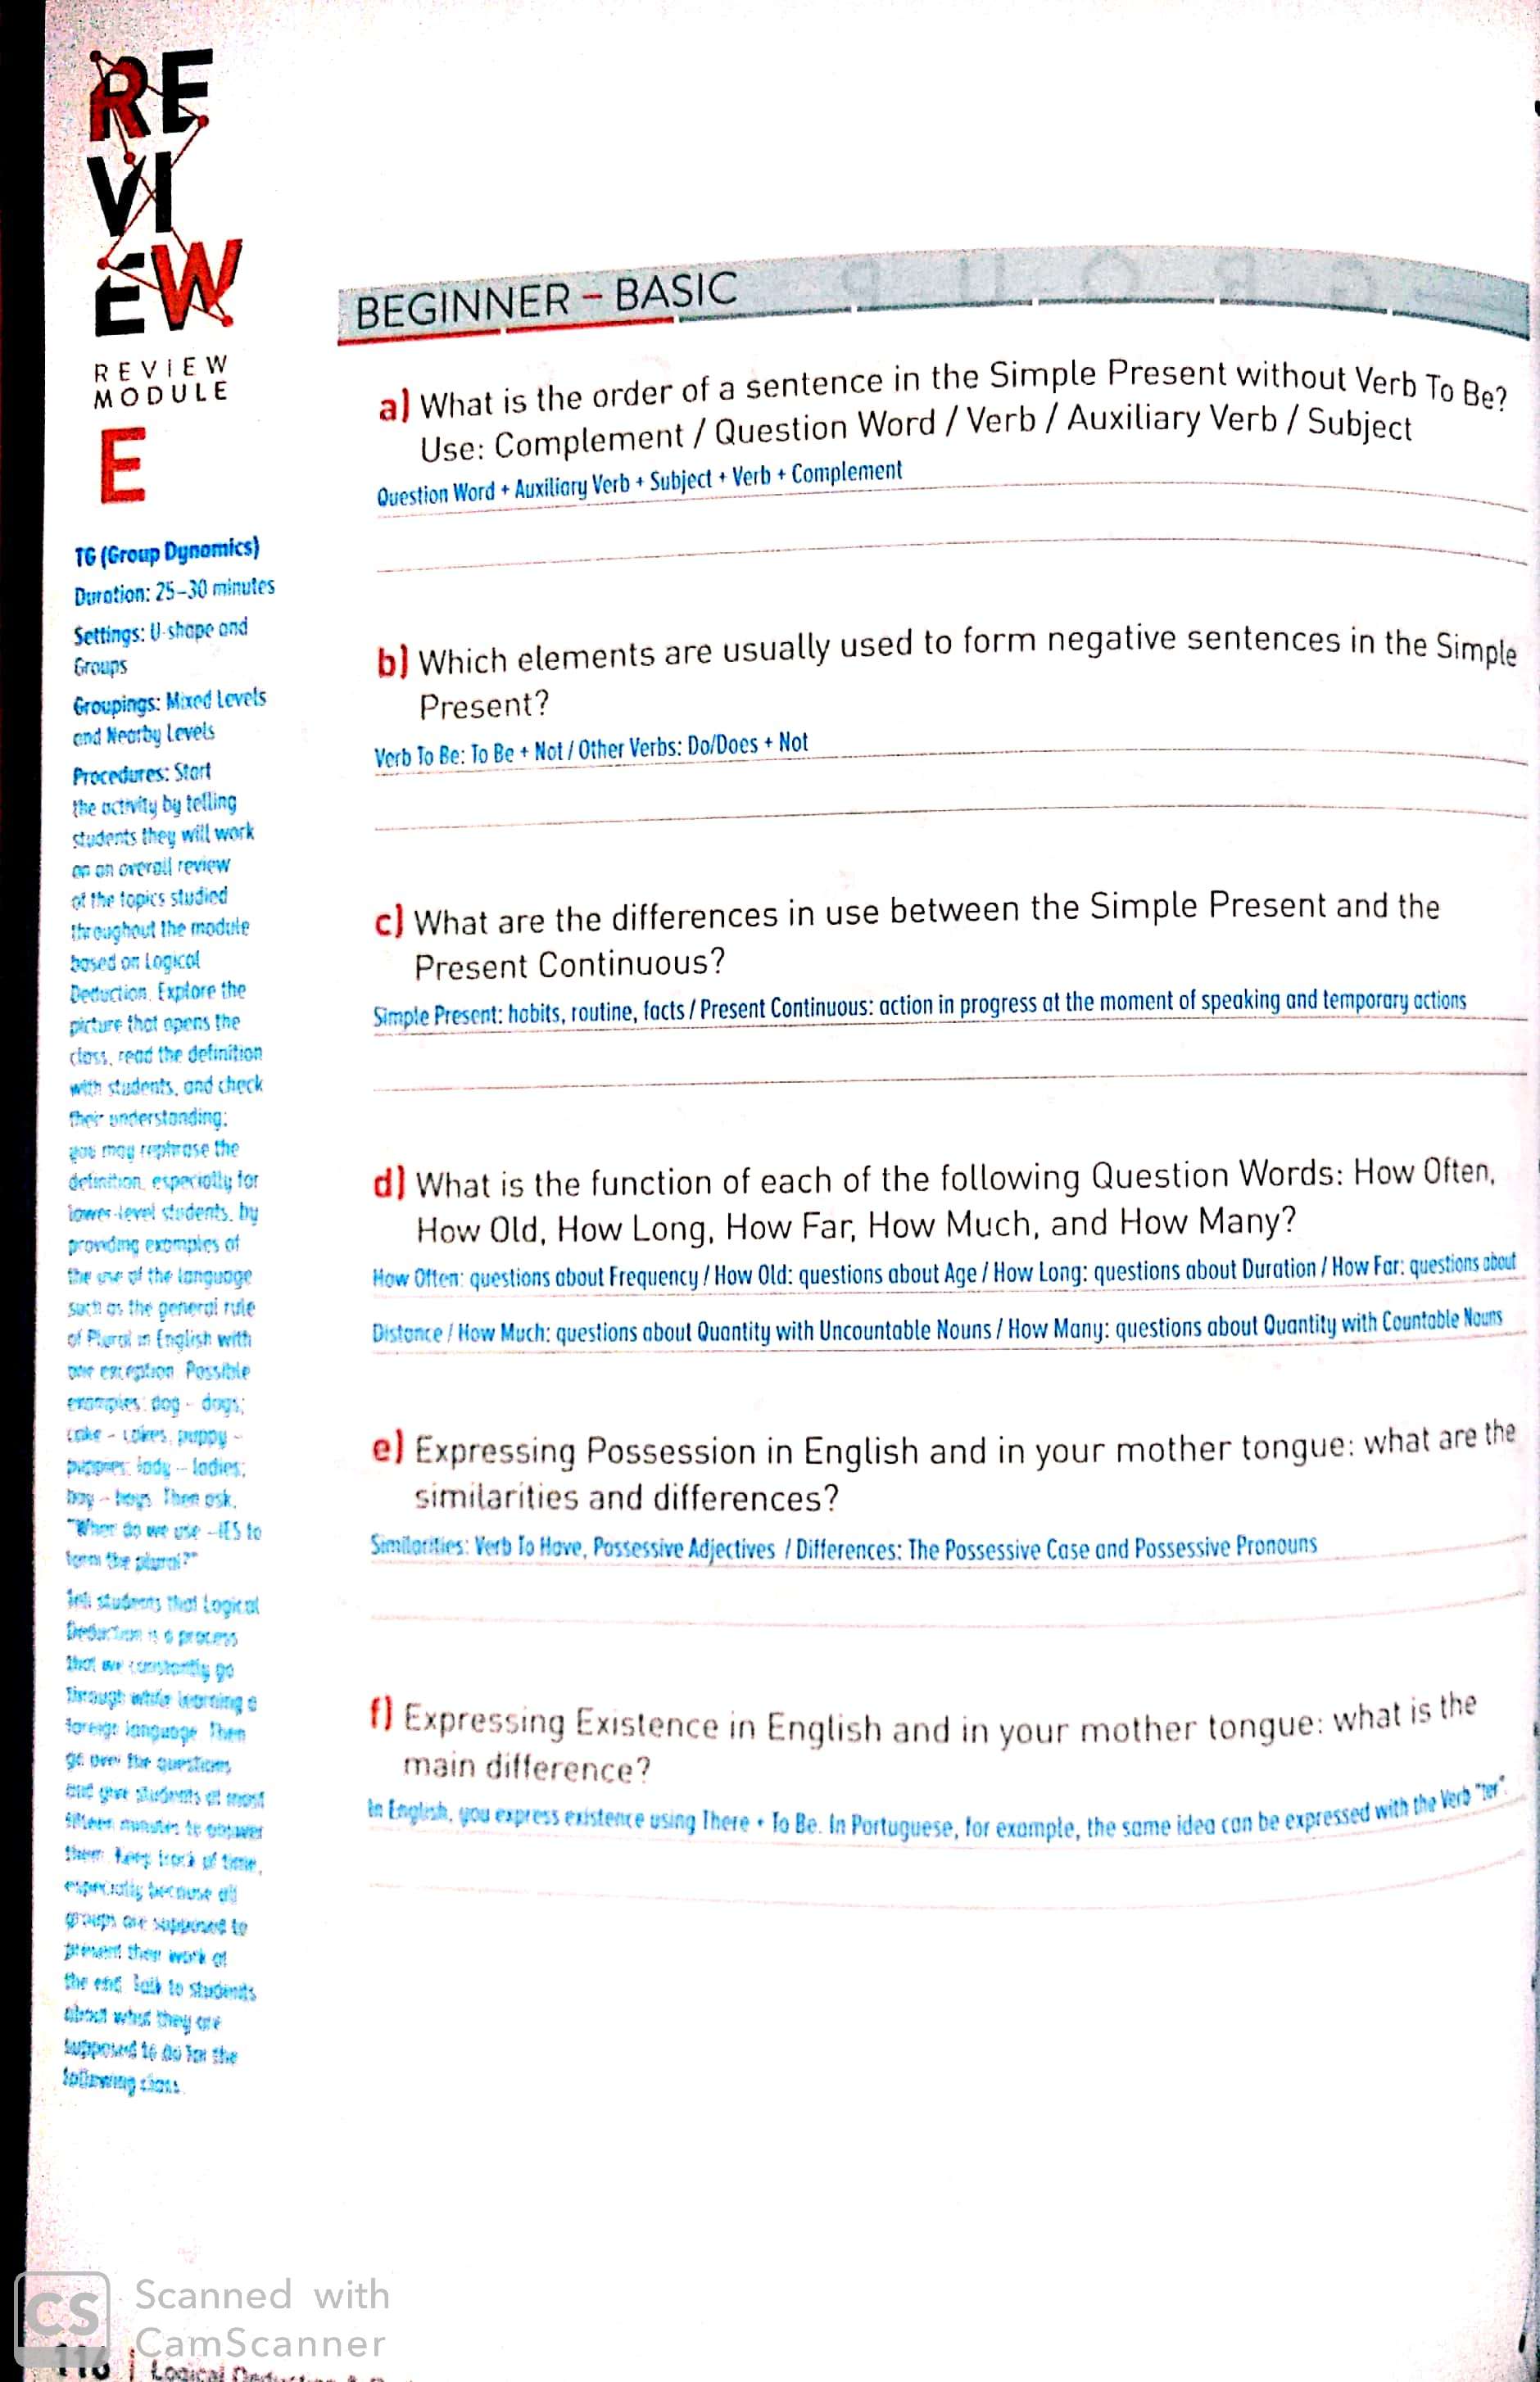 RE
VI
EW
REVIEW
MODULE
E
TG (Group Dynamics)
Duration: 25–30 minutes
Settings: U-shape and
Groups
Groupings: Mixed Levels
and Nearby Levels
Procedures: Start
the activity by telling
students they will work
on an overall review
of the topics studied
throughout the module
based on Logical
Deduction. Explore the
picture that opens the
class, read the definition
with students, and check
their understanding;
you may rephrase the
definition, especially for
lower-level students, by
providing examples of
the use of the language
such as the general rule
of Plural in English with
one exception. Possible
examples: dog – dogs;
cake – cakes; puppy –
puppies; lady – ladies;
boy – boys. Then ask,
"When do we use –IES to
form the plural?"
Tell students that Logical
Deduction is a process
that we constantly go
through while learning a
foreign language. Then
go over the questions
and give students at most
fifteen minutes to answer
them. Keep track of time,
especially because all
groups are supposed to
present their work at
the end. Talk to students
about what they are
supposed to do for the
following class.
BEGINNER – BASIC
a) What is the order of a sentence in the Simple Present without Verb To Be?
Use: Complement / Question Word / Verb / Auxiliary Verb / Subject
Question Word + Auxiliary Verb + Subject + Verb + Complement
b) Which elements are usually used to form negative sentences in the Simple
Present?
Verb To Be: To Be + Not / Other Verbs: Do/Does + Not
c) What are the differences in use between the Simple Present and the
Present Continuous?
Simple Present: habits, routine, facts / Present Continuous: action in progress at the moment of speaking and temporary actions
d) What is the function of each of the following Question Words: How Often,
How Old, How Long, How Far, How Much, and How Many?
How Often: questions about Frequency / How Old: questions about Age / How Long: questions about Duration / How Far: questions about
Distance / How Much: questions about Quantity with Uncountable Nouns / How Many: questions about Quantity with Countable Nouns
e) Expressing Possession in English and in your mother tongue: what are the
similarities and differences?
Similarities: Verb To Have, Possessive Adjectives / Differences: The Possessive Case and Possessive Pronouns
f) Expressing Existence in English and in your mother tongue: what is the
main difference?
In English, you express existence using There + To Be. In Portuguese, for example, the same idea can be expressed with the Verb "ter".
CS
Scanned with
CamScanner
116 | Logical